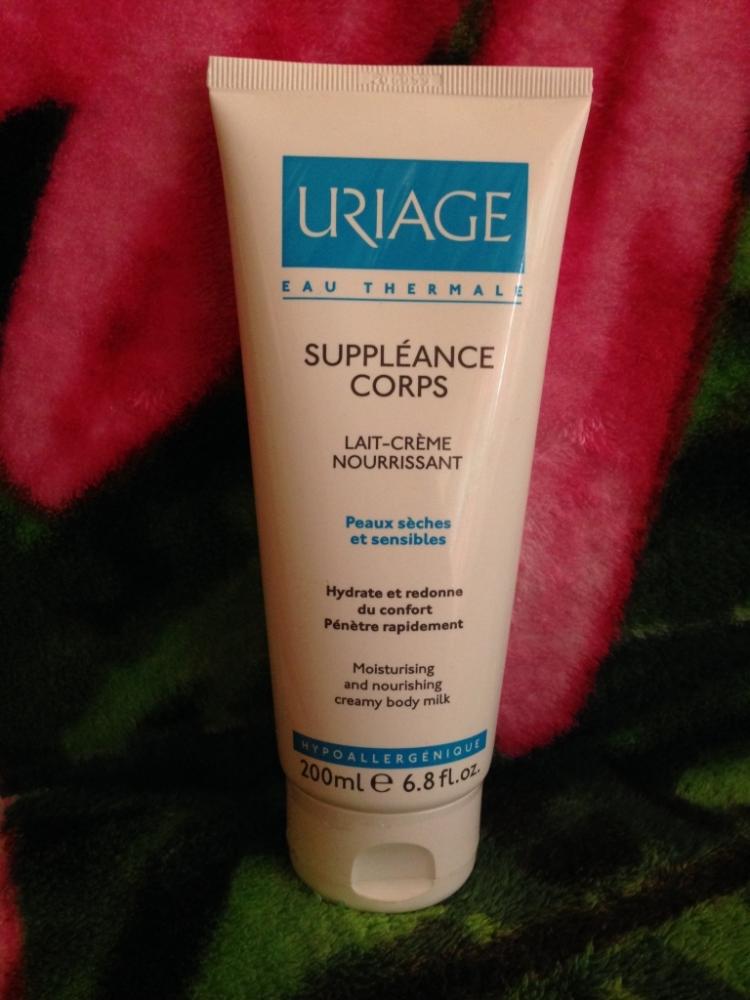 URIAGE
EAU THERMALE
SUPPLÉANCE
CORPS
LAIT-CRÈME
NOURRISSANT
Peaux sèches
et sensibles
Hydrate et redonne
du confort
Pénètre rapidement
Moisturising
and nourishing
creamy body milk
HYPOALLERGÉNIQUE
200ml ℮ 6.8 fl.oz.